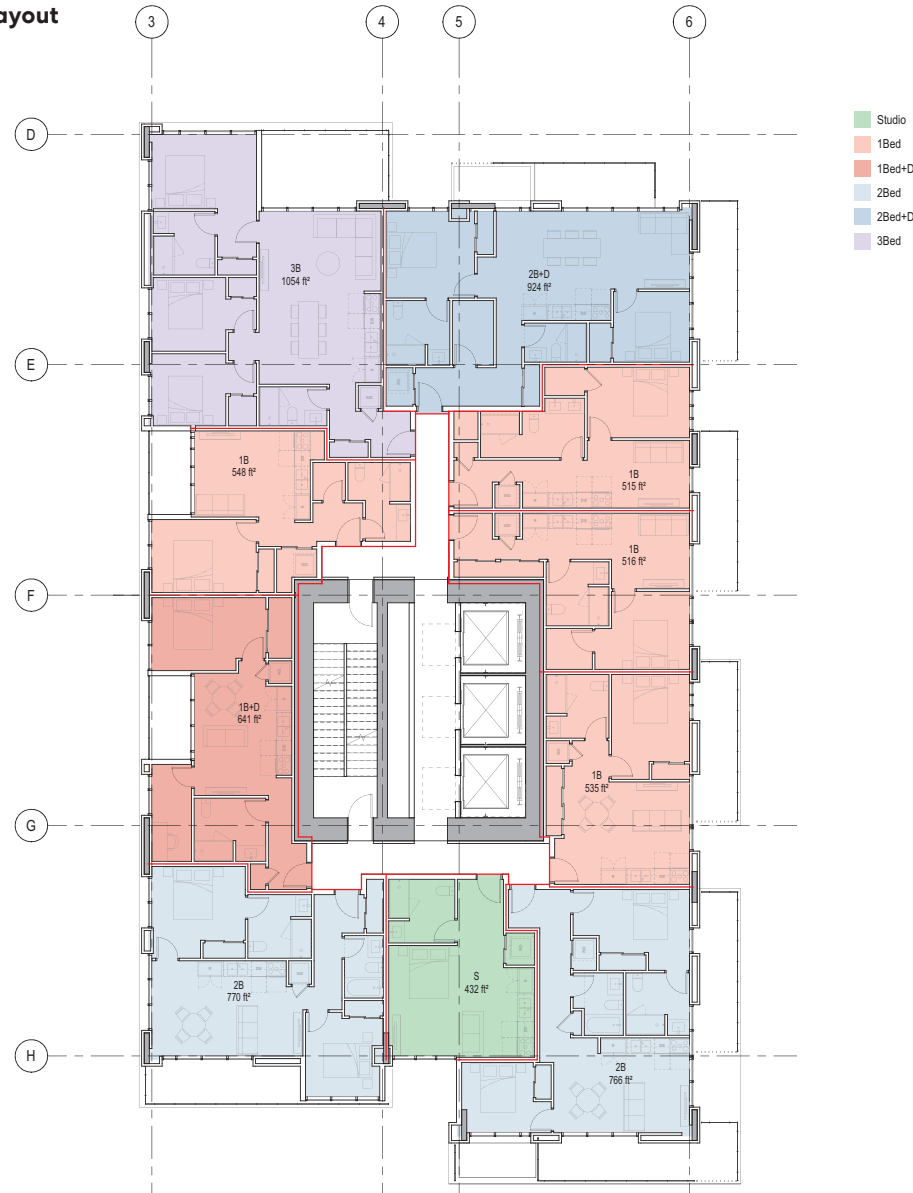 ayout
3
4
5
6
D
E
F
G
H
Studio
1Bed
1Bed+D
2Bed
2Bed+D
3Bed
3B
1054 ft²
2B+D
924 ft²
1B
548 ft²
1B
515 ft²
1B
516 ft²
1B+D
641 ft²
1B
535 ft²
2B
770 ft²
S
432 ft²
2B
766 ft²